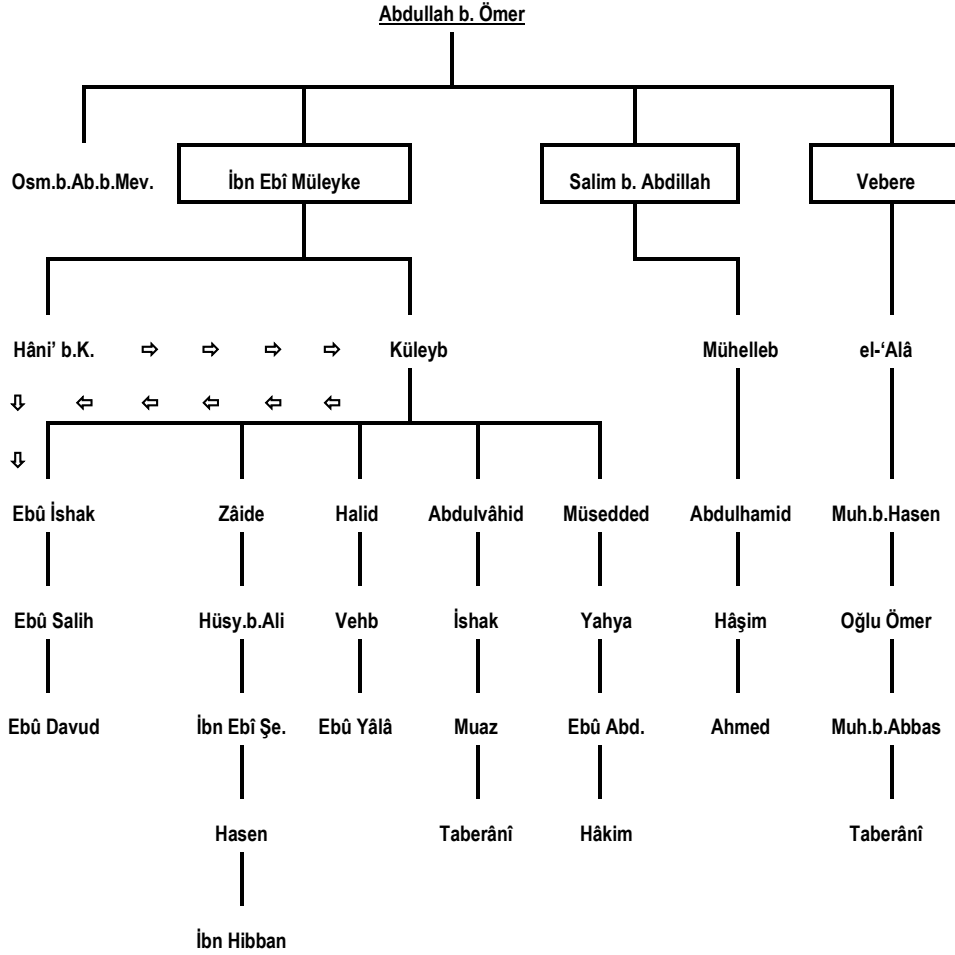 Abdullah b. Ömer
Osm.b.Ab.b.Mev. İbn Ebî Müleyke Salim b. Abdillah Vebere
Hâni' b.K. ⇨ ⇨ ⇨ ⇨ Küleyb Mühelleb el-‘Alâ
⇩ ⇦ ⇦ ⇦ ⇦ ⇦
⇩
Ebû İshak Zâide Halid Abdulvâhid Müsedded Abdulhamid Muh.b.Hasen
Ebû Salih Hüsy.b.Ali Vehb İshak Yahya Hâşim Oğlu Ömer
Ebû Davud İbn Ebî Şe. Ebû Yâlâ Muaz Ebû Abd. Ahmed Muh.b.Abbas
Hasen Taberânî Hâkim Taberânî
İbn Hibban